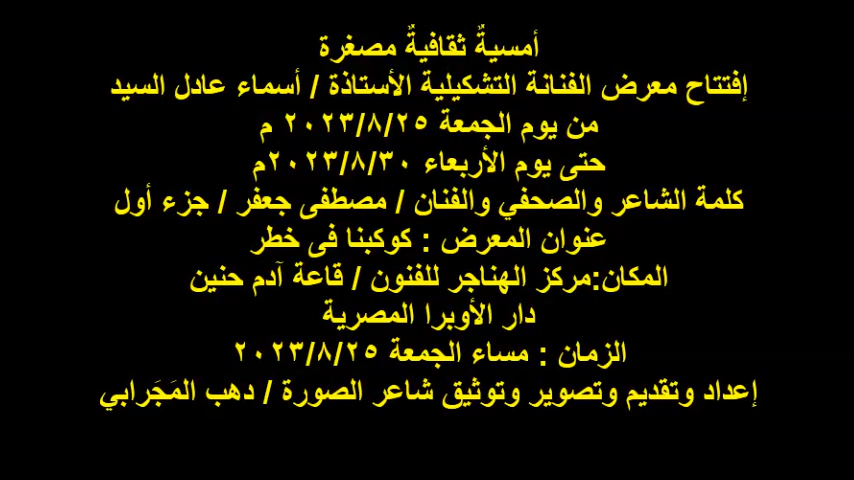 أمسيةٌ ثقافيةٌ مصغرة
إفتتاح معرض الفنانة التشكيلية الأستاذة / أسماء عادل السيد
من يوم الجمعة ٢٠٢٣/٨/٢٥ م
حتى يوم الأربعاء ٢٠٢٣/٨/٣٠م
كلمة الشاعر والصحفي والفنان / مصطفى جعفر / جزء أول
عنوان المعرض : كوكبنا فى خطر
المكان:مركز الهناجر للفنون / قاعة آدم حنين
دار الأوبرا المصرية
الزمان : مساء الجمعة ٢٠٢٣/٨/٢٥
إعداد وتقديم وتصوير وتوثيق شاعر الصورة / دهب المَجَرابي